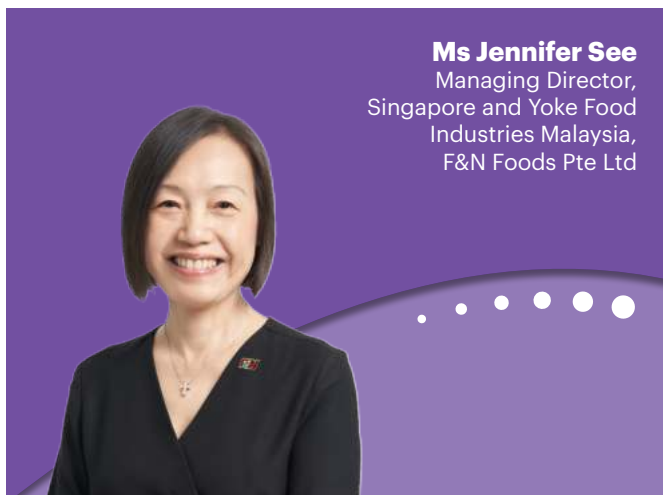 Ms Jennifer See
Managing Director,
Singapore and Yoke Food
Industries Malaysia,
F&N Foods Pte Ltd